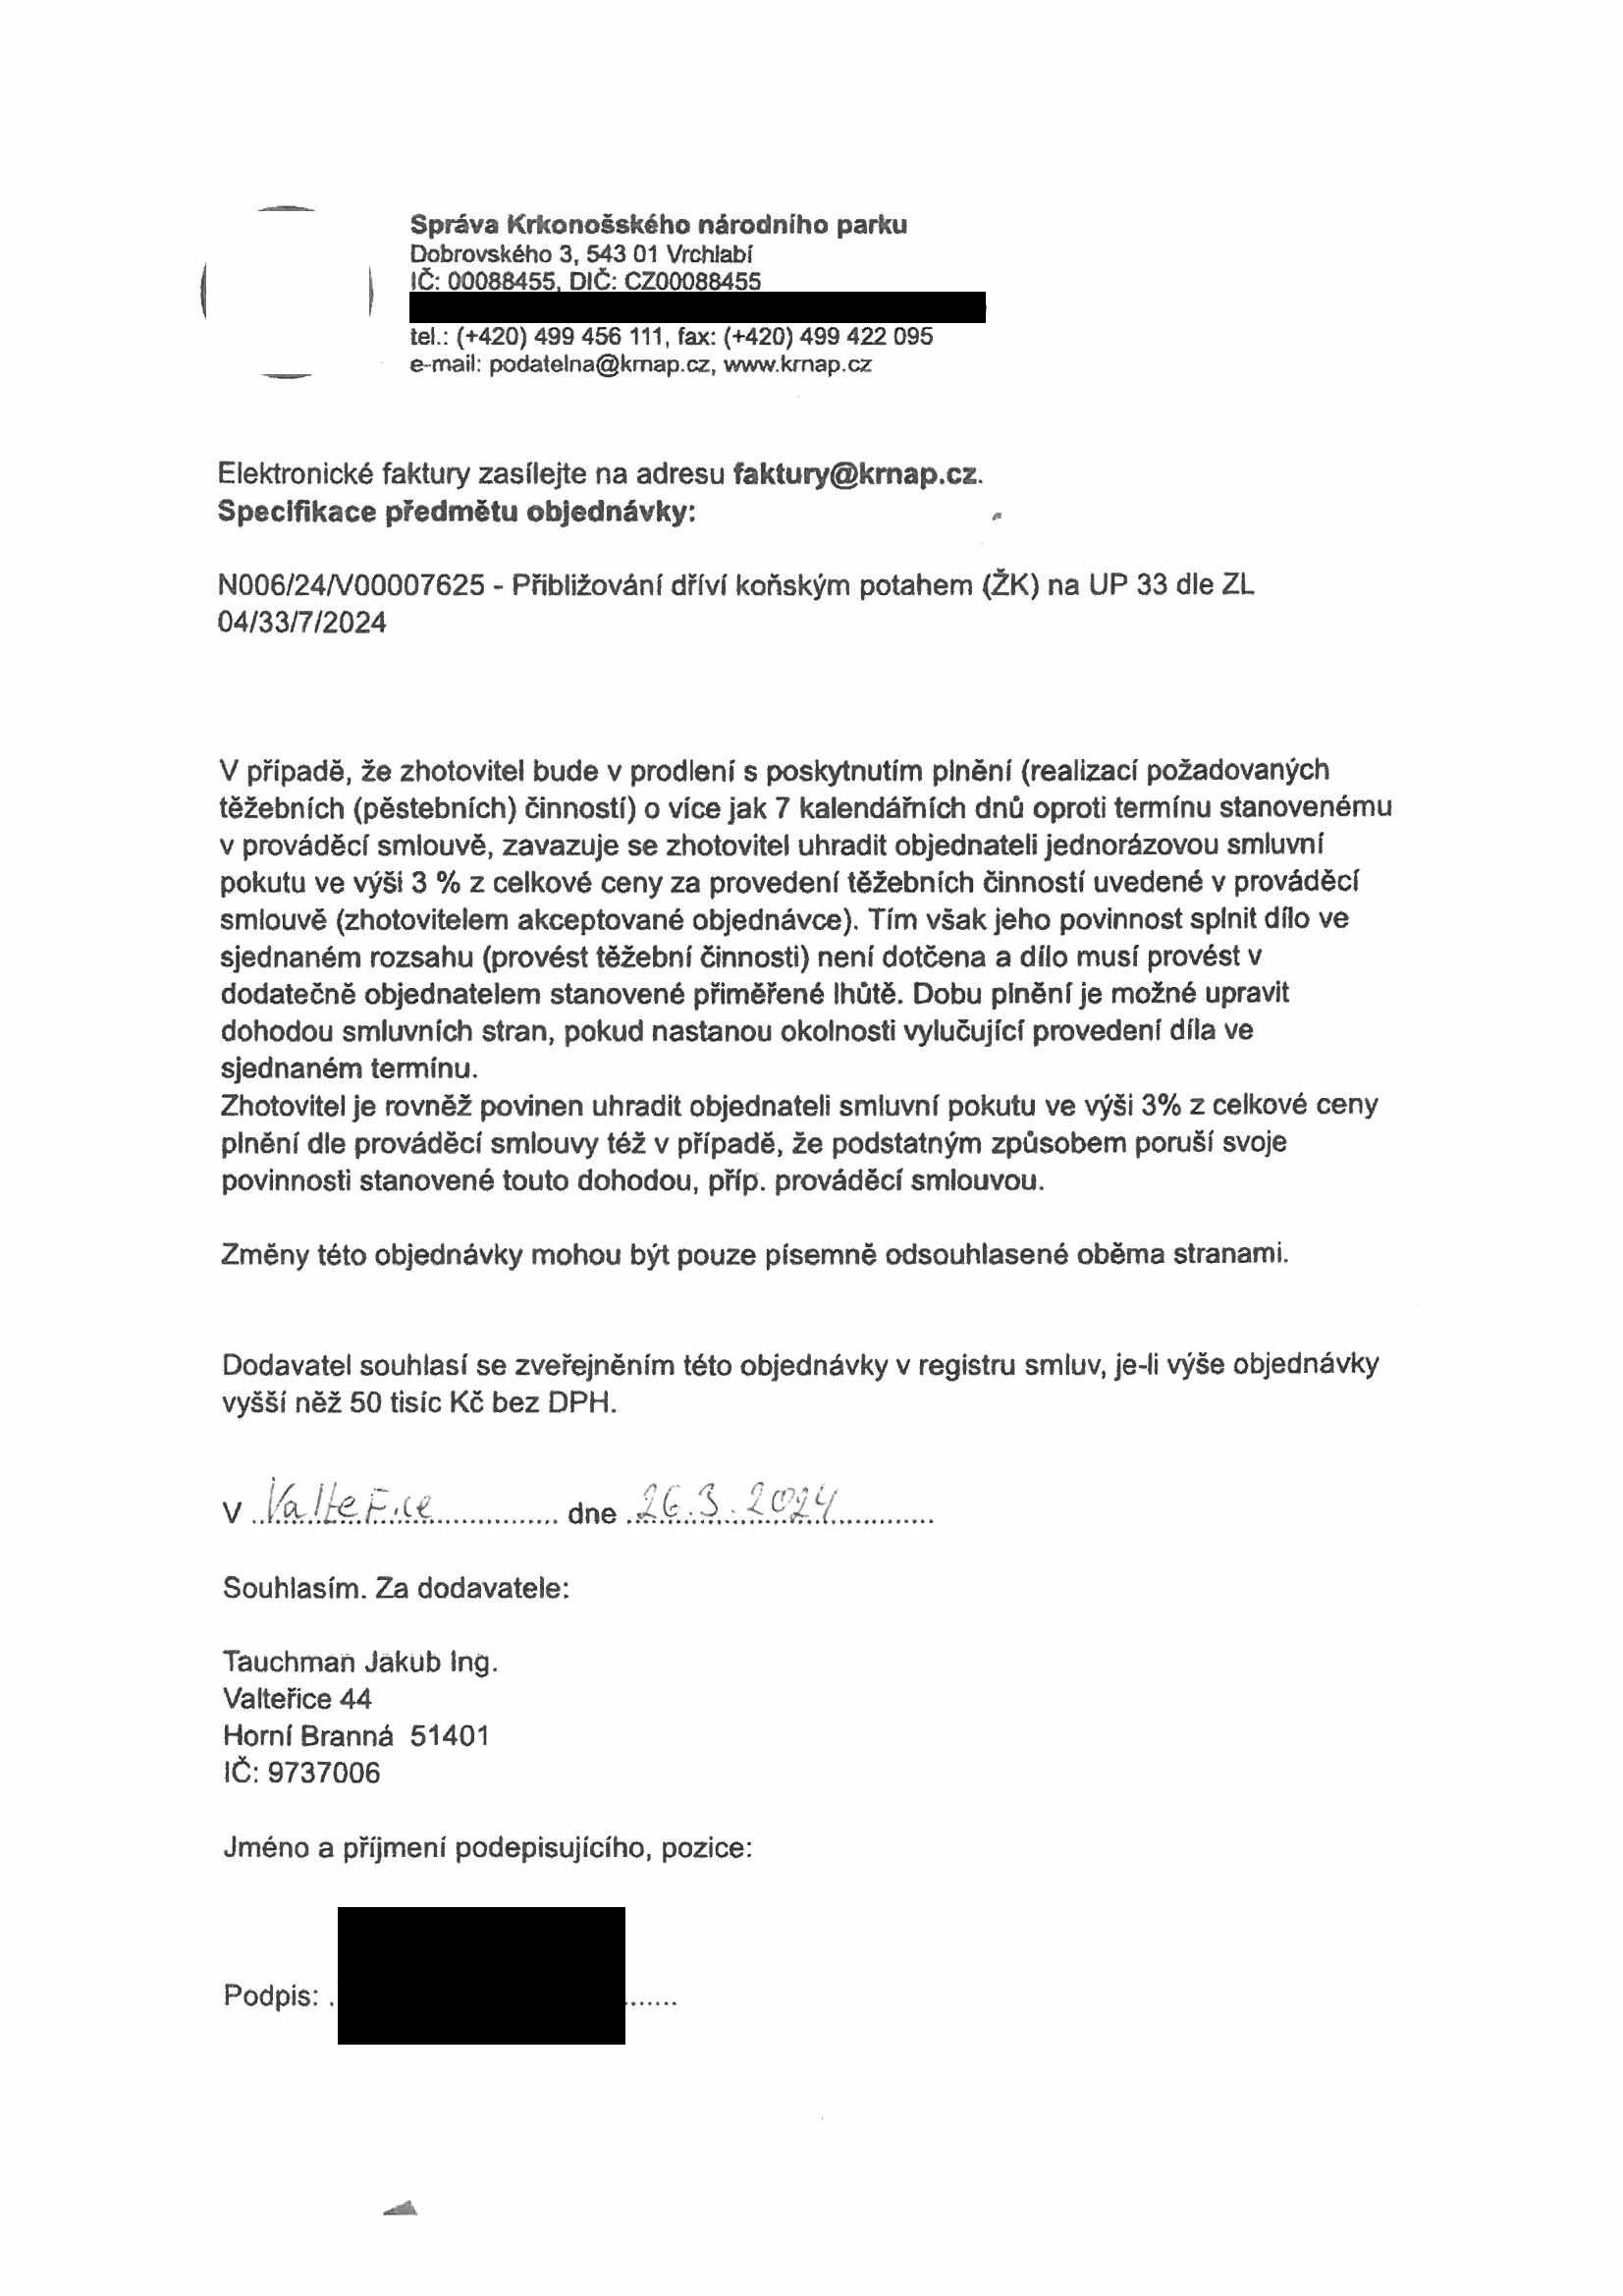 Správa Krkonošského národního parku
Dobrovského 3, 543 01 Vrchlabí
IČ: 00088455, DIČ: CZ00088455
tel.: (+420) 499 456 111, fax: (+420) 499 422 095
e-mail: podatelna@krnap.cz, www.krnap.cz
Elektronické faktury zasílejte na adresu faktury@krnap.cz.
Specifikace předmětu objednávky:
N006/24/V00007625 - Přibližování dříví koňským potahem (ŽK) na UP 33 dle ZL
04/33/7/2024
V případě, že zhotovitel bude v prodlení s poskytnutím plnění (realizací požadovaných
těžebních (pěstebních) činností) o více jak 7 kalendářních dnů oproti termínu stanovenému
v prováděcí smlouvě, zavazuje se zhotovitel uhradit objednateli jednorázovou smluvní
pokutu ve výši 3 % z celkové ceny za provedení těžebních činností uvedené v prováděcí
smlouvě (zhotovitelem akceptované objednávce). Tím však jeho povinnost splnit dílo ve
sjednaném rozsahu (provést těžební činnosti) není dotčena a dílo musí provést v
dodatečně objednatelem stanovené přiměřené lhůtě. Dobu plnění je možné upravit
dohodou smluvních stran, pokud nastanou okolnosti vylučující provedení díla ve
sjednaném termínu.
Zhotovitel je rovněž povinen uhradit objednateli smluvní pokutu ve výši 3% z celkové ceny
plnění dle prováděcí smlouvy též v případě, že podstatným způsobem poruší svoje
povinnosti stanovené touto dohodou, příp. prováděcí smlouvou.
Změny této objednávky mohou být pouze písemně odsouhlasené oběma stranami.
Dodavatel souhlasí se zveřejněním této objednávky v registru smluv, je-li výše objednávky
vyšší něž 50 tisíc Kč bez DPH.
V Valteřice dne 26.3.2024
Souhlasím. Za dodavatele:
Tauchman Jakub Ing.
Valteřice 44
Horní Branná 51401
IČ: 9737006
Jméno a příjmení podepisujícího, pozice:
Podpis: